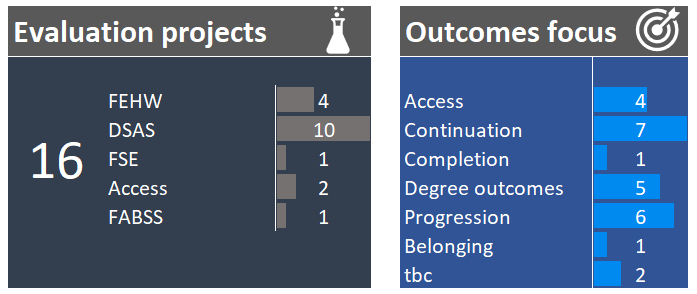 Evaluation projects
16
FEHW 4
DSAS 10
FSE 1
Access 2
FABSS 1
Outcomes focus
Access 4
Continuation 7
Completion 1
Degree outcomes 5
Progression 6
Belonging 1
tbc 2